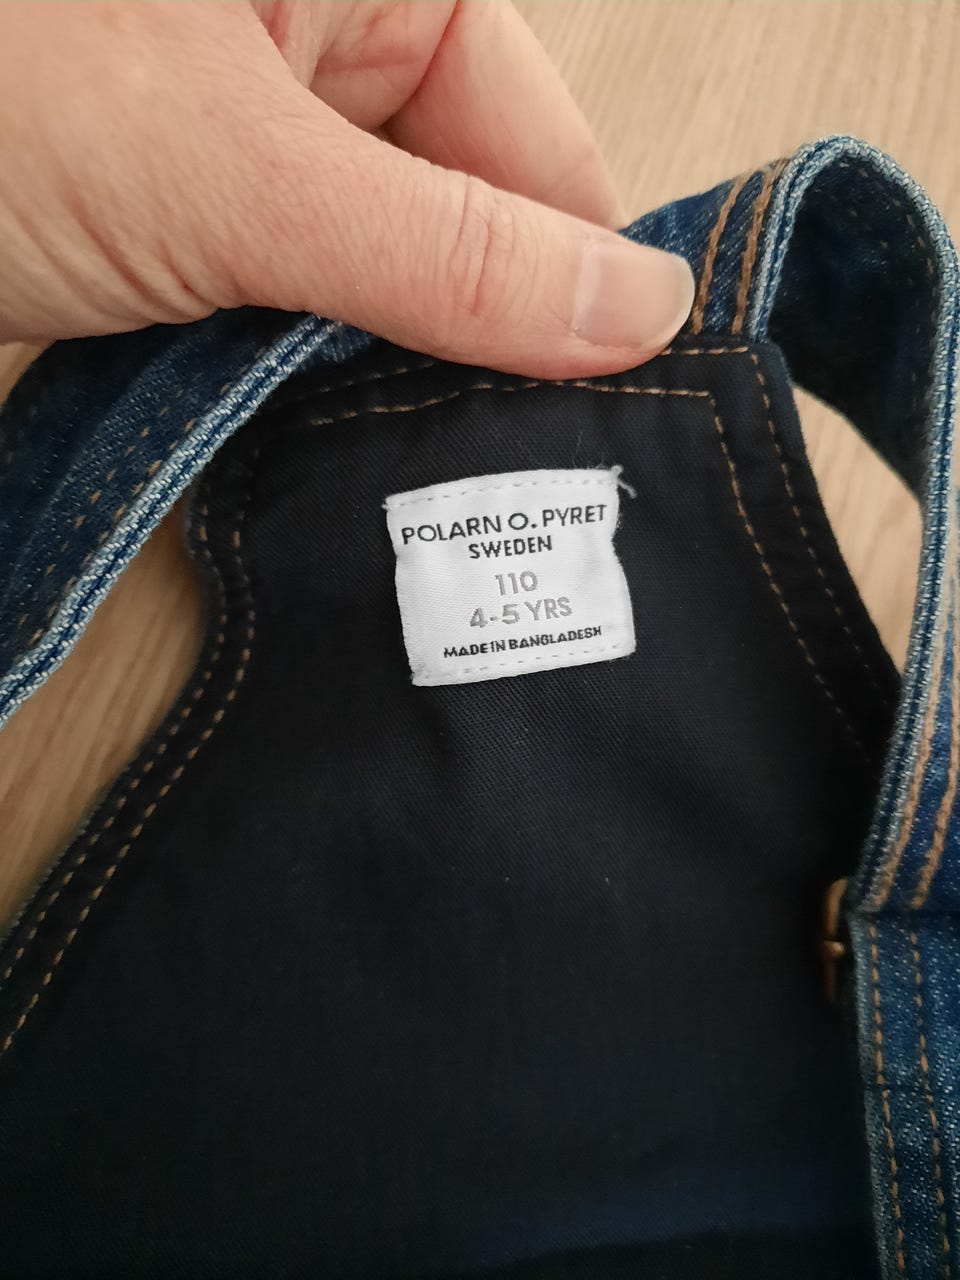 POLARN O. PYRET
SWEDEN
110
4-5 YRS
MADE IN BANGLADESH